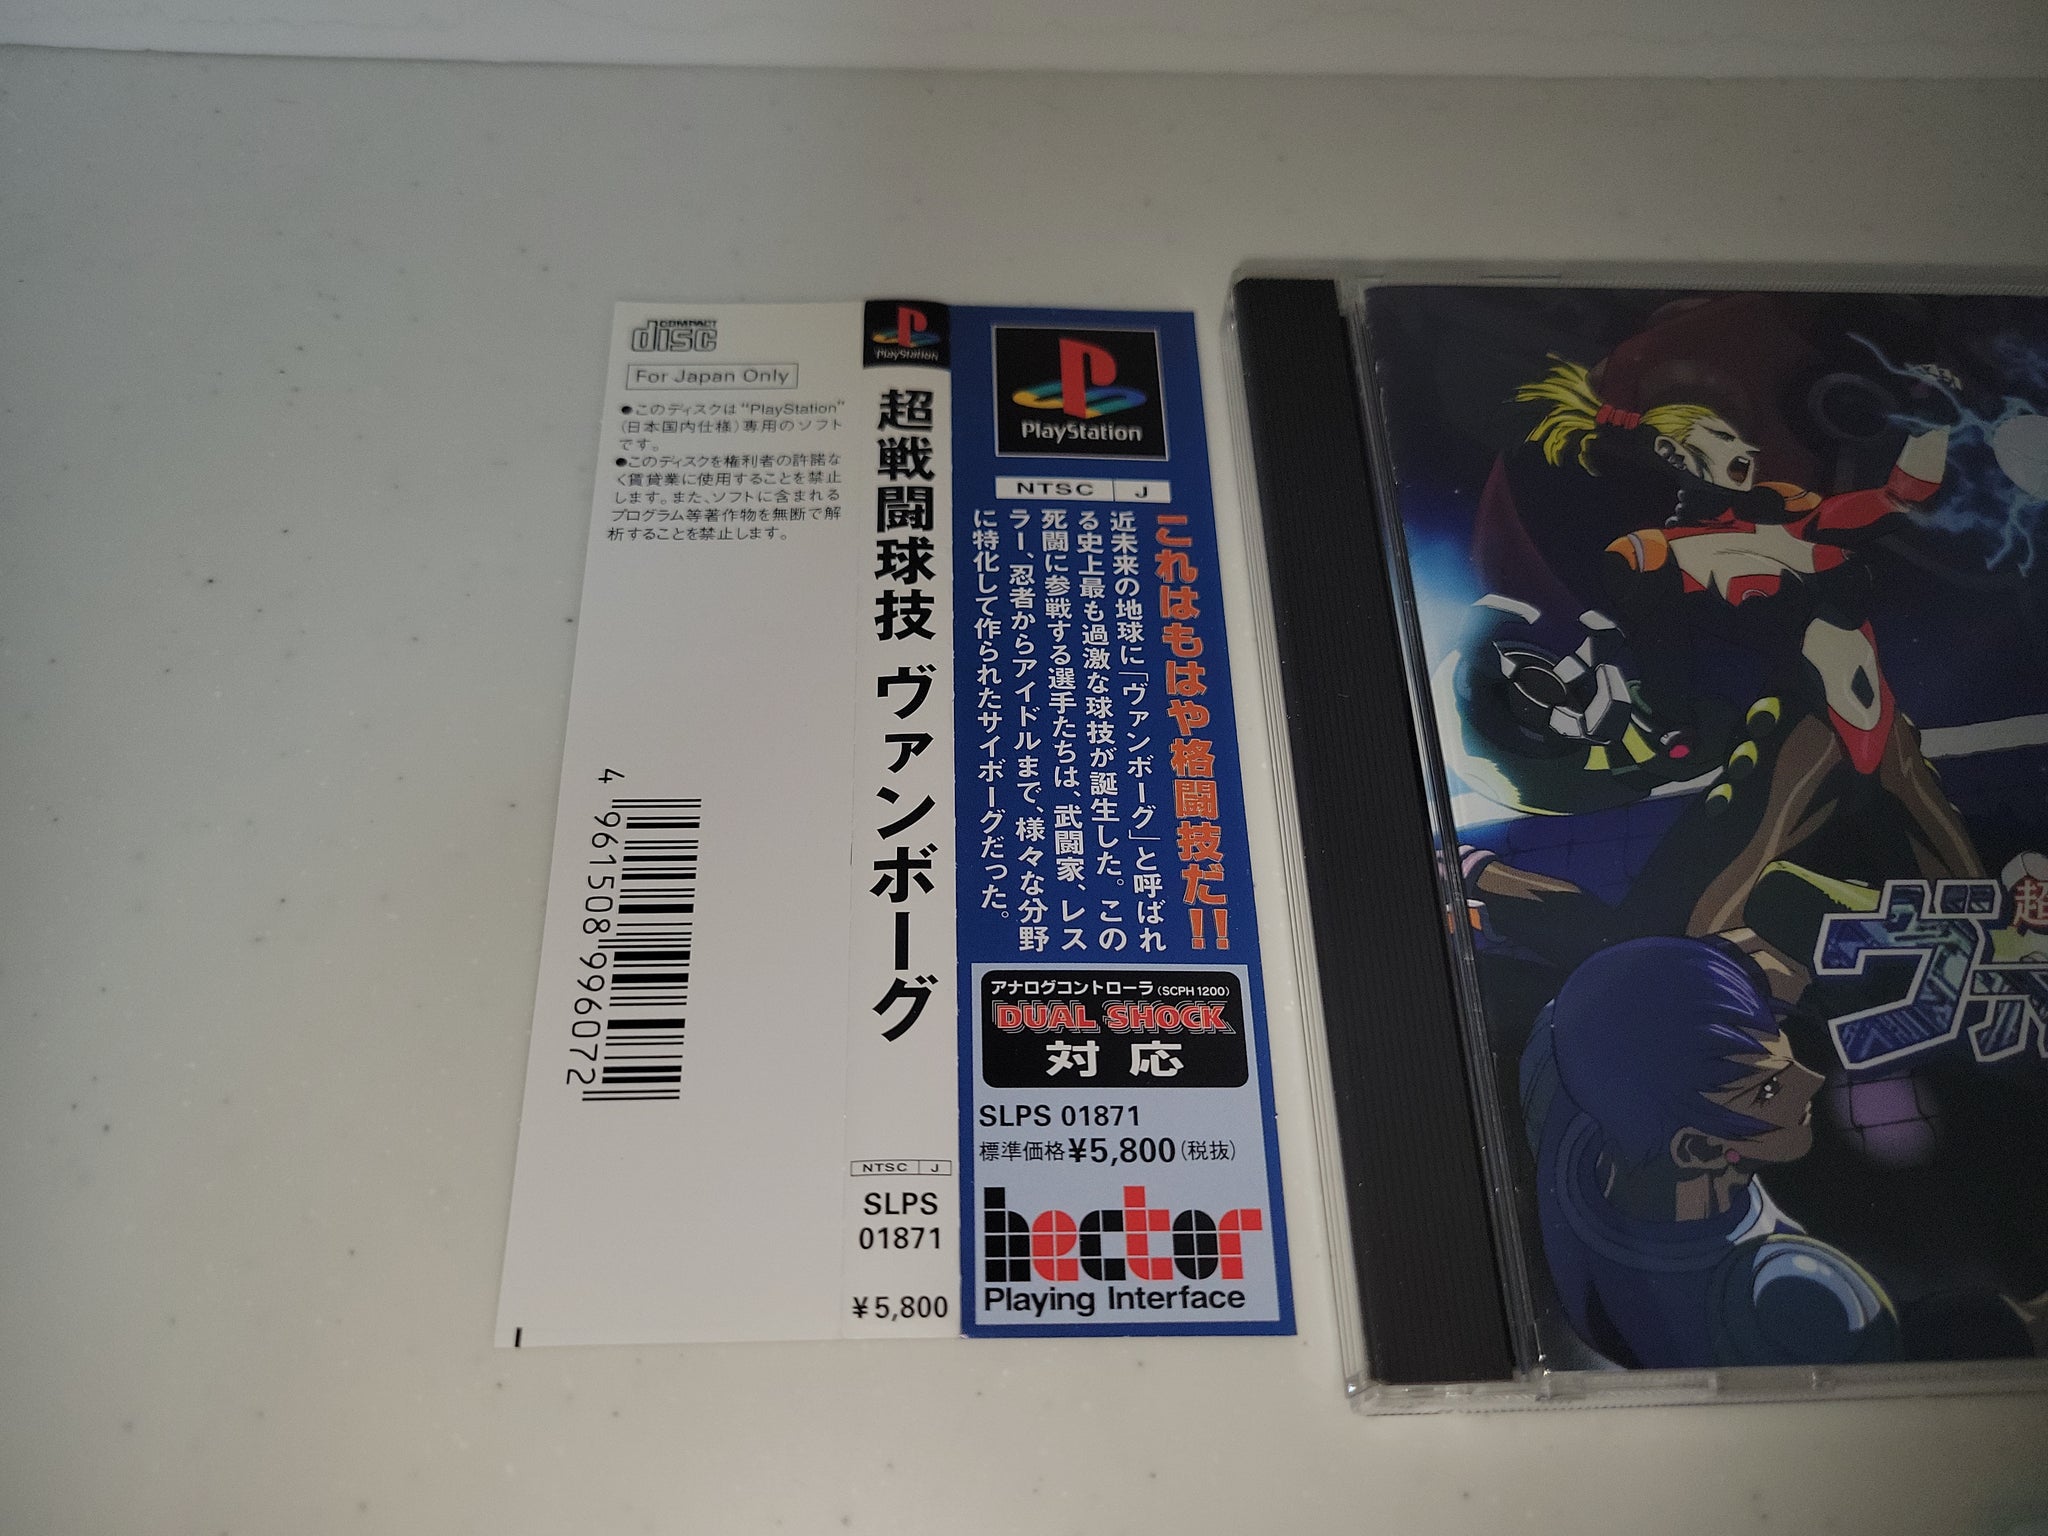 COMPACT
disc
For Japan Only
●このディスクは"PlayStation"
(日本国内仕様)専用のソフト
です。
●このディスクを権利者の許諾な
く賃貸業に使用することを禁止
します。また、ソフトに含まれる
プログラム等著作物を無断で解
析することを禁止します。
4 961508 996072
PlayStation
超戦闘球技 ヴァンボーグ
NTSC J
SLPS
01871
¥5,800
PlayStation
NTSC J
これはもはや格闘技だ!!
近未来の地球に「ヴァンボーグ」と呼ばれ
る史上最も過激な球技が誕生した。この
死闘に参戦する選手たちは、武闘家、レス
ラー、忍者からアイドルまで、様々な分野
に特化して作られたサイボーグだった。
アナログコントローラ(SCPH 1200)
DUAL SHOCK
対応
SLPS 01871
標準価格¥5,800(税抜)
hector
Playing Interface
超
ヴァ